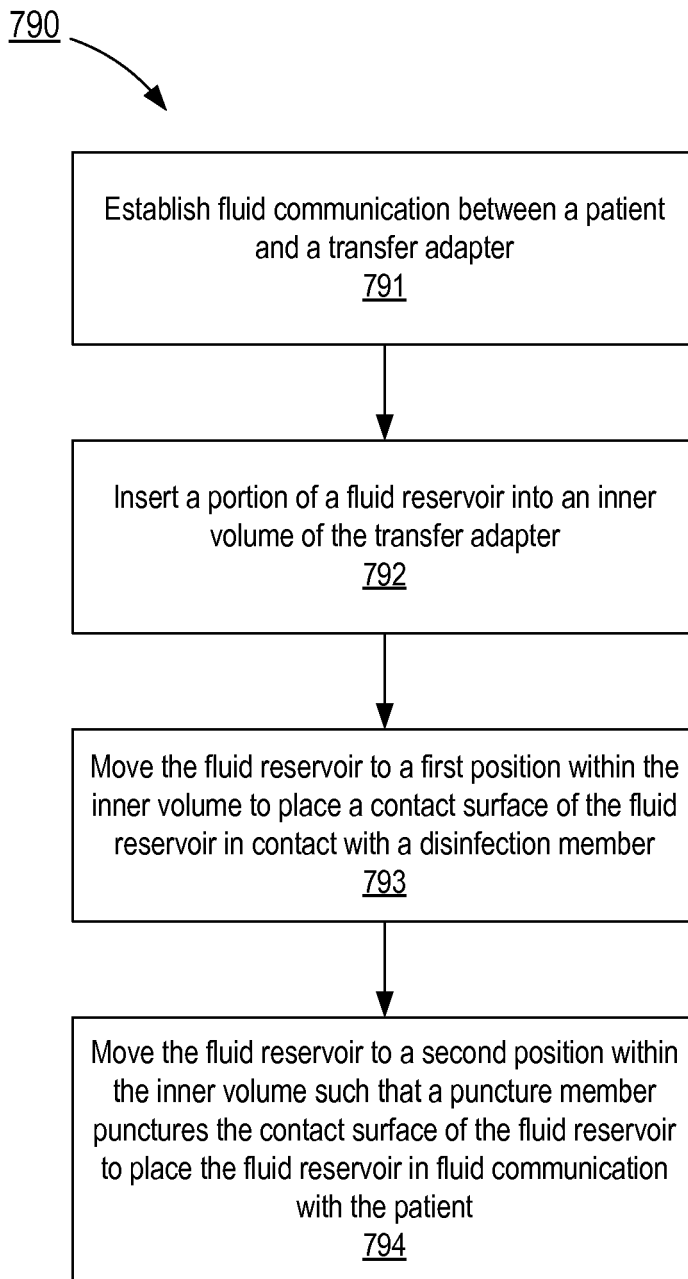 790
Establish fluid communication between a patient
and a transfer adapter
791
Insert a portion of a fluid reservoir into an inner
volume of the transfer adapter
792
Move the fluid reservoir to a first position within the
inner volume to place a contact surface of the fluid
reservoir in contact with a disinfection member
793
Move the fluid reservoir to a second position within
the inner volume such that a puncture member
punctures the contact surface of the fluid reservoir
to place the fluid reservoir in fluid communication
with the patient
794